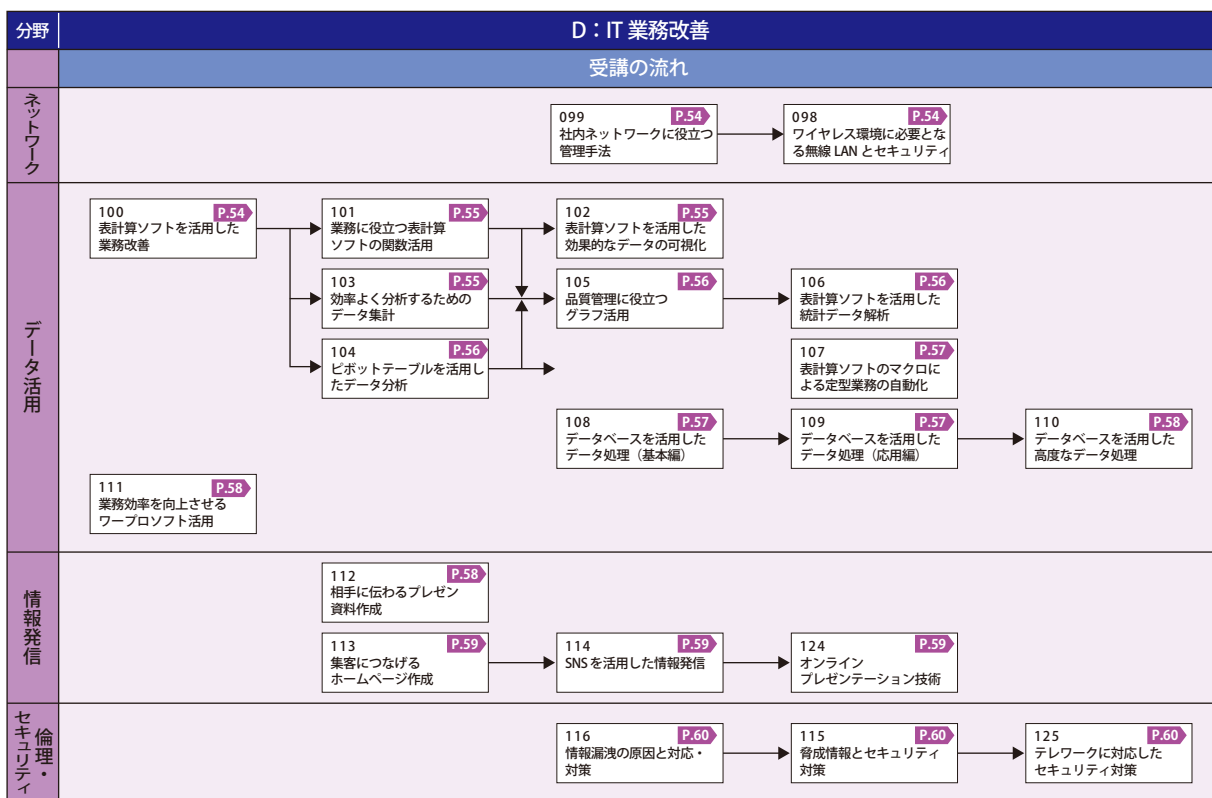 分野
D：IT 業務改善
受講の流れ
ネットワーク
099
P.54
社内ネットワークに役立つ
管理手法
098
P.54
ワイヤレス環境に必要とな
る無線 LAN とセキュリティ
データ活用
100
P.54
表計算ソフトを活用した
業務改善
101
P.55
業務に役立つ表計算
ソフトの関数活用
102
P.55
表計算ソフトを活用した
効果的なデータの可視化
103
P.55
効率よく分析するための
データ集計
105
P.56
品質管理に役立つ
グラフ活用
106
P.56
表計算ソフトを活用した
統計データ解析
104
P.56
ピボットテーブルを活用し
たデータ分析
107
P.57
表計算ソフトのマクロに
よる定型業務の自動化
108
P.57
データベースを活用した
データ処理（基本編）
109
P.57
データベースを活用した
データ処理（応用編）
110
P.58
データベースを活用した
高度なデータ処理
111
P.58
業務効率を向上させる
ワープロソフト活用
情報発信
112
P.58
相手に伝わるプレゼン
資料作成
113
P.59
集客につなげる
ホームページ作成
114
P.59
SNS を活用した情報発信
124
P.59
オンライン
プレゼンテーション技術
倫理・
セキュリティ
116
P.60
情報漏洩の原因と対応・
対策
115
P.60
脅成情報とセキュリティ
対策
125
P.60
テレワークに対応した
セキュリティ対策